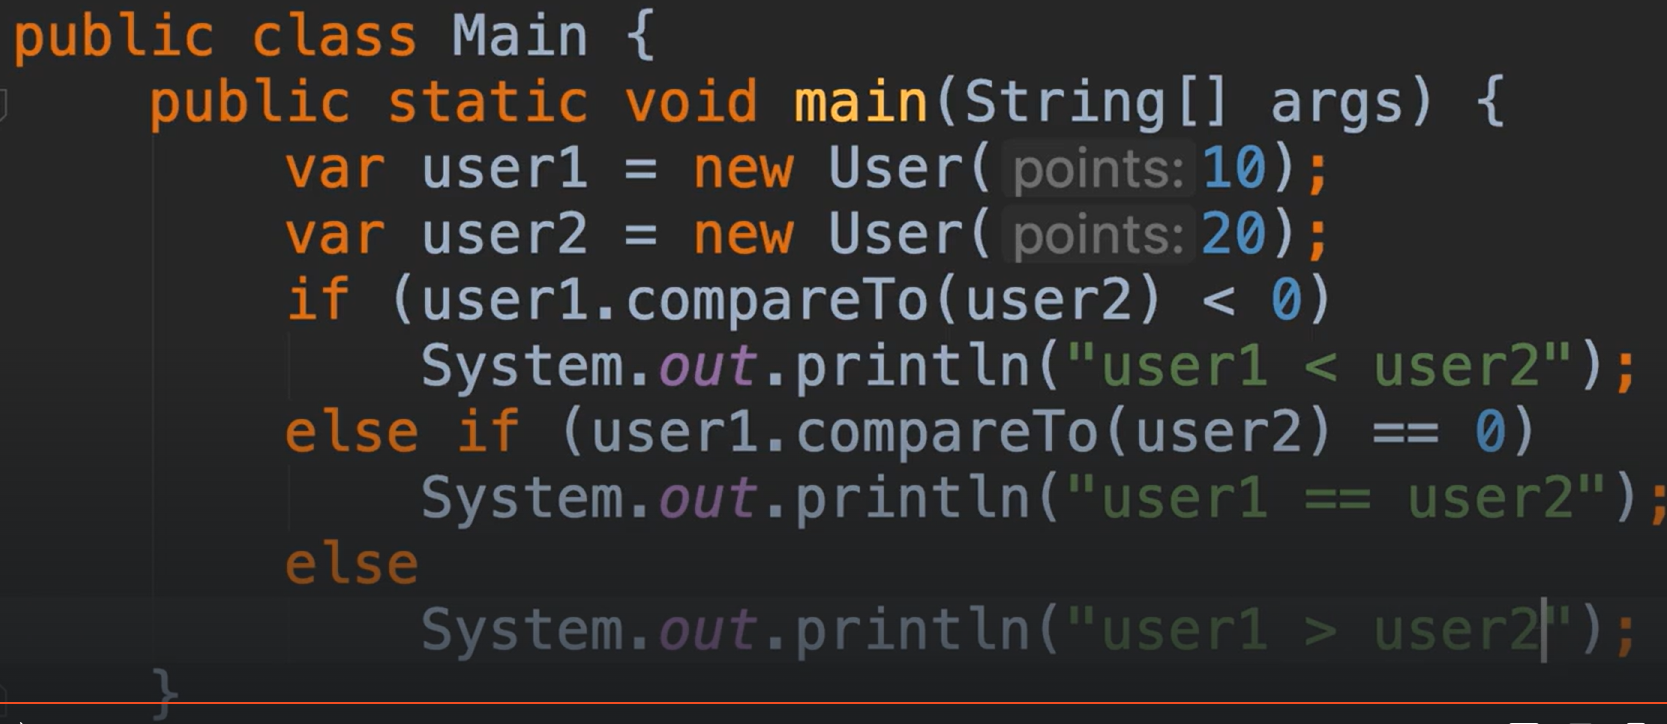 public class Main {
public static void main(String[] args) {
var user1 = new User( points: 10);
var user2 = new User( points: 20);
if (user1.compareTo(user2) < 0)
System.out.println("user1 < user2");
else if (user1.compareTo(user2) == 0)
System.out.println("user1 == user2");
else
System.out.println("user1 > user2");
}